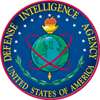 DEFENSE INTELLIGENCE AGENCY
UNITED STATES OF AMERICA